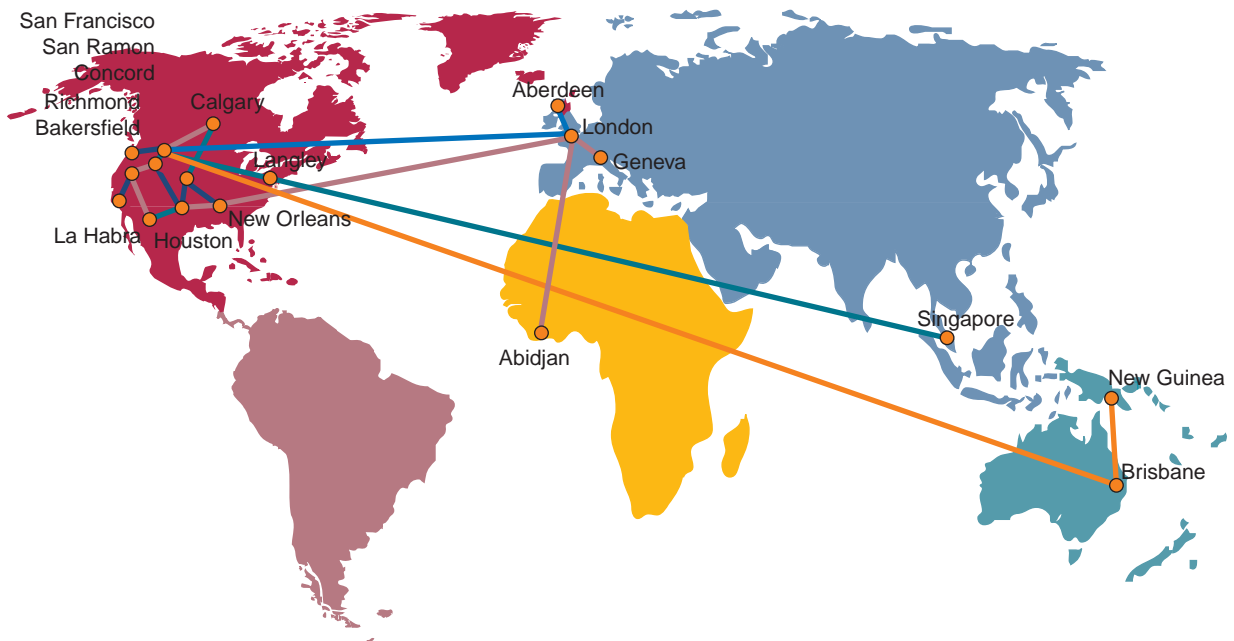 San Francisco
San Ramon
Concord
Richmond
Bakersfield
Calgary
Langley
New Orleans
La Habra
Houston
Aberdeen
London
Geneva
Abidjan
Singapore
New Guinea
Brisbane